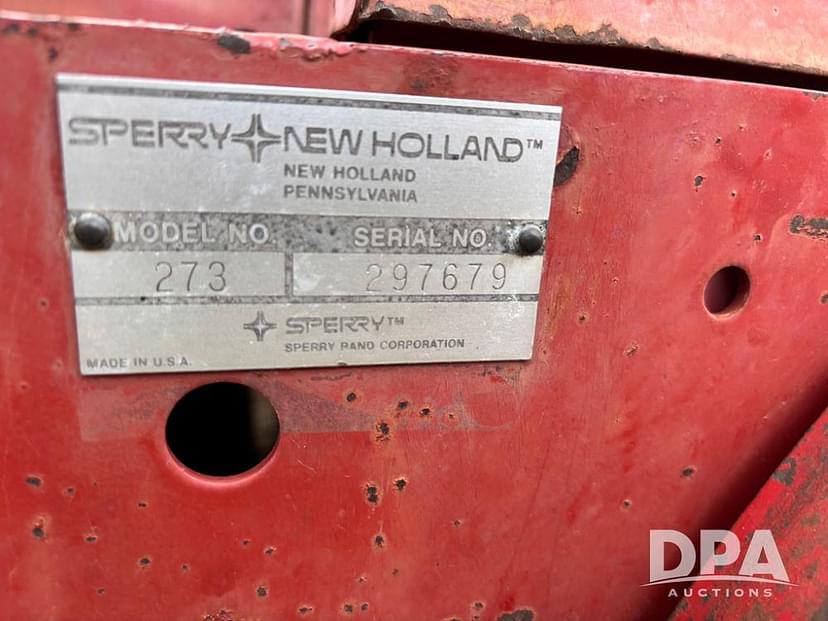 SPERRY NEW HOLLAND™
NEW HOLLAND
PENNSYLVANIA
MODEL NO. SERIAL NO.
273 297679
SPERRY™
SPERRY RAND CORPORATION
MADE IN U.S.A.
DPA
AUCTIONS